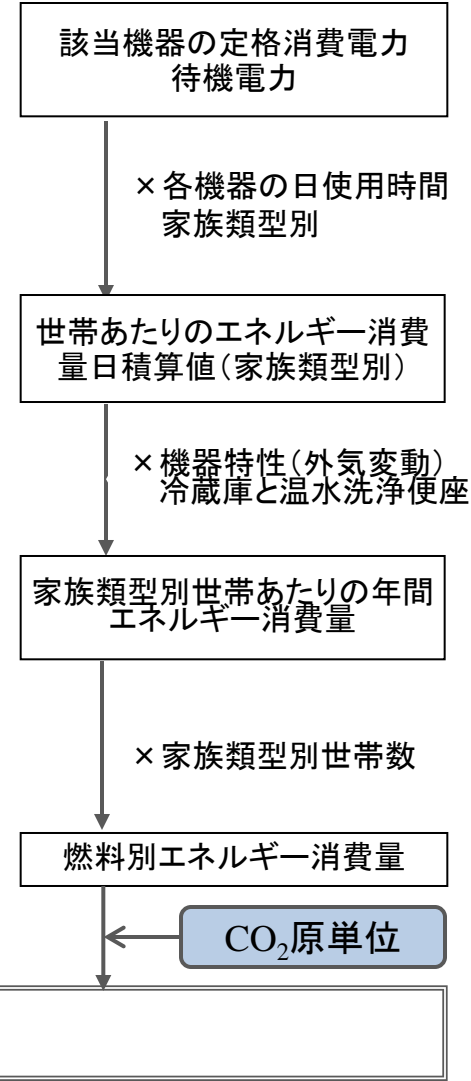 該当機器の定格消費電力
待機電力
×各機器の日使用時間
家族類型別
世帯あたりのエネルギー消費
量日積算値（家族類型別）
×機器特性（外気変動）
冷蔵庫と温水洗浄便座
家族類型別世帯あたりの年間
エネルギー消費量
×家族類型別世帯数
燃料別エネルギー消費量
CO₂原単位